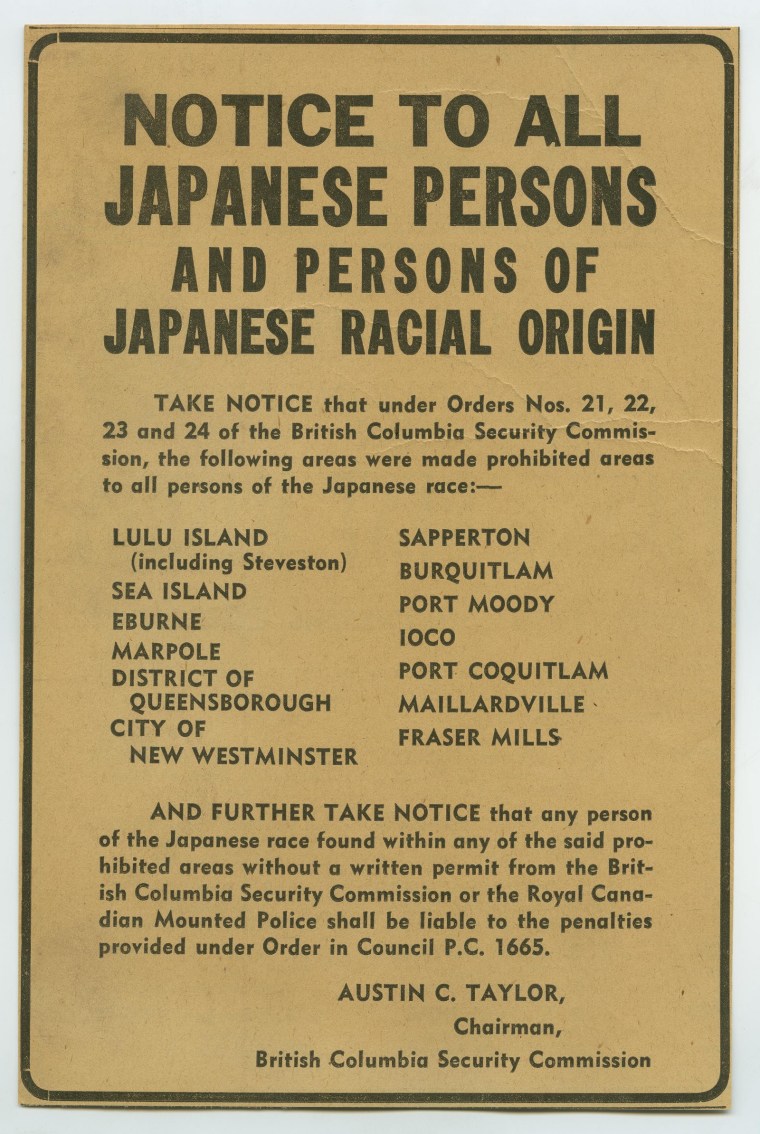 NOTICE TO ALL
JAPANESE PERSONS
AND PERSONS OF
JAPANESE RACIAL ORIGIN
TAKE NOTICE that under Orders Nos. 21, 22,
23 and 24 of the British Columbia Security Commis-
sion, the following areas were made prohibited areas
to all persons of the Japanese race:—
LULU ISLAND
(including Steveston)
SEA ISLAND
EBURNE
MARPOLE
DISTRICT OF
QUEENSBOROUGH
CITY OF
NEW WESTMINSTER
SAPPERTON
BURQUITLAM
PORT MOODY
IOCO
PORT COQUITLAM
MAILLARDVILLE
FRASER MILLS
AND FURTHER TAKE NOTICE that any person
of the Japanese race found within any of the said pro-
hibited areas without a written permit from the Brit-
ish Columbia Security Commission or the Royal Cana-
dian Mounted Police shall be liable to the penalties
provided under Order in Council P.C. 1665.
AUSTIN C. TAYLOR,
Chairman,
British Columbia Security Commission